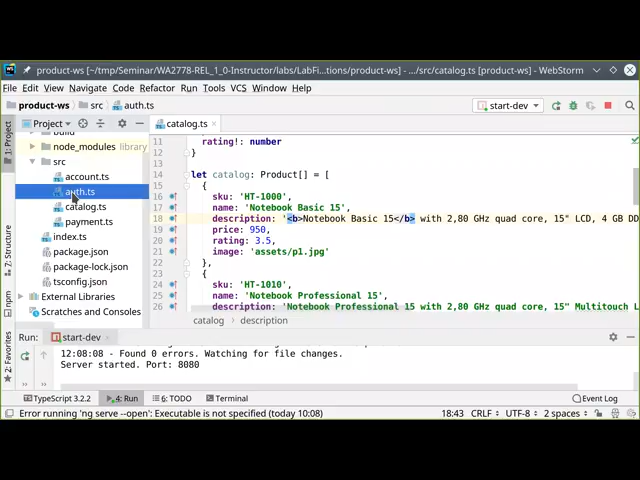 product-ws [~/tmp/Seminar/WA2778-REL_1_0-Instructor/labs/LabFi...tions/product-ws] - .../src/catalog.ts [product-ws] - WebStorm
File Edit View Navigate Code Refactor Run Tools VCS Window Help
product-ws src auth.ts start-dev
1: Project
7: Structure
npm
2: Favorites
Project
build
node_modules library
src
account.ts
auth.ts
catalog.ts
payment.ts
index.ts
package.json
package-lock.json
tsconfig.json
External Libraries
Scratches and Consoles
catalog.ts
11 rating!: number
12 }
13
14 let catalog: Product[] = [
15 {
16 sku: 'HT-1000',
17 name: 'Notebook Basic 15',
18 description: '<b>Notebook Basic 15</b> with 2,80 GHz quad core, 15" LCD, 4 GB DD
19 price: 950,
20 rating: 3.5,
21 image: 'assets/p1.jpg'
22 },
23 {
24 sku: 'HT-1010',
25 name: 'Notebook Professional 15',
26 description: 'Notebook Professional 15 with 2,80 GHz quad core, 15" Multitouch L
catalog description
Run: start-dev
12:08:08 - Found 0 errors. Watching for file changes.
Server started. Port: 8080
TypeScript 3.2.2 4: Run 6: TODO Terminal Event Log
Error running 'ng serve --open': Executable is not specified (today 10:08) 18:43 CRLF UTF-8 2 spaces